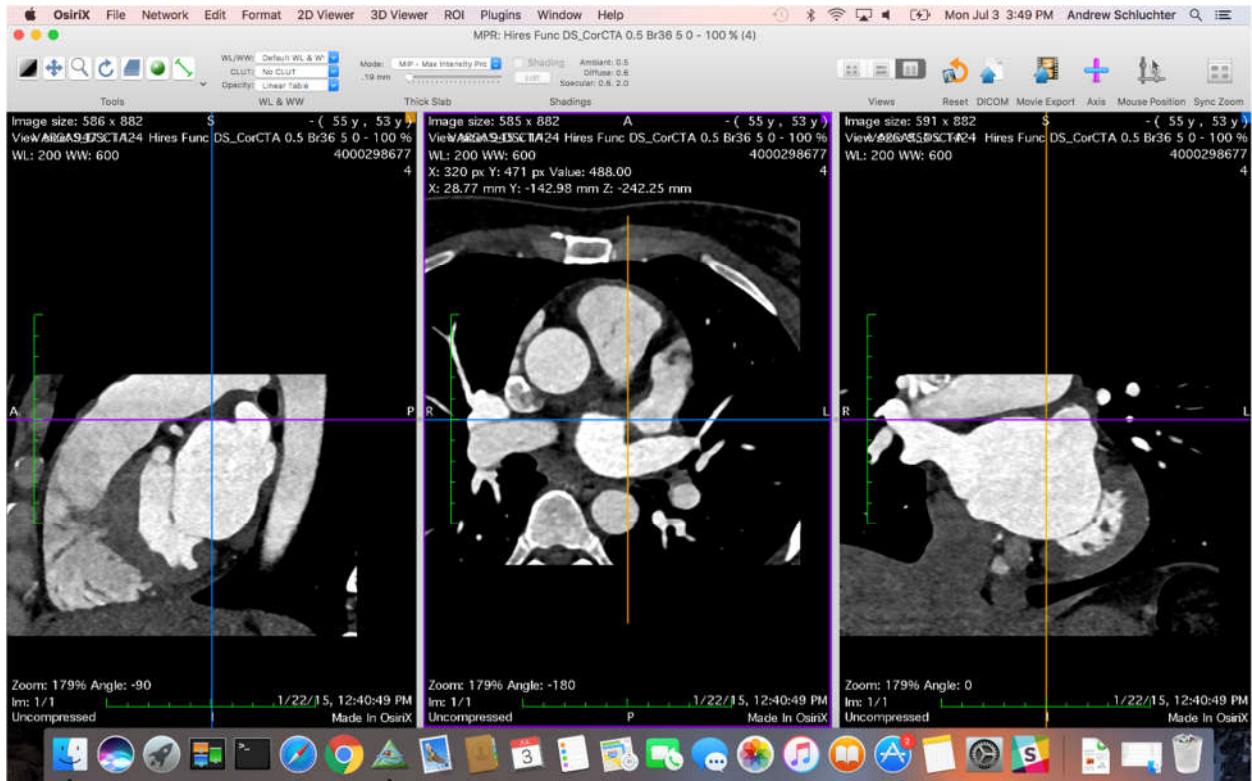 OsiriX File Network Edit Format 2D Viewer 3D Viewer ROI Plugins Window Help Mon Jul 3 3:49 PM Andrew Schluchter
MPR: Hires Func DS_CorCTA 0.5 Br36 5 0 - 100 % (4)
WL/WW: Default WL & W
CLUT: No CLUT
Opacity: Linear Table
Mode: MIP - Max Intensity Proj
.19 mm
Shading
Edit
Ambient: 0.5
Diffuse: 0.6
Specular: 0.6, 2.0
Tools WL & WW Thick Slab Shadings Views Reset DICOM Movie Export Axis Mouse Position Sync Zoom
Image size: 586 x 882 S - ( 55 y , 53 y )
Hires Func DS_CorCTA 0.5 Br36 5 0 - 100 %
WL: 200 WW: 600 4000298677
4
A P
Zoom: 179% Angle: -90
Im: 1/1 1/22/15, 12:40:49 PM
Uncompressed I Made In OsiriX
Image size: 585 x 882 A - ( 55 y , 53 y )
Hires Func DS_CorCTA 0.5 Br36 5 0 - 100 %
WL: 200 WW: 600 4000298677
X: 320 px Y: 471 px Value: 488.00 4
X: 28.77 mm Y: -142.98 mm Z: -242.25 mm
R L
Zoom: 179% Angle: -180
Im: 1/1 1/22/15, 12:40:49 PM
Uncompressed P Made In OsiriX
Image size: 591 x 882 S - ( 55 y , 53 y )
Hires Func DS_CorCTA 0.5 Br36 5 0 - 100 %
WL: 200 WW: 600 4000298677
4
R L
Zoom: 179% Angle: 0
Im: 1/1 1/22/15, 12:40:49 PM
Uncompressed I Made In OsiriX
JUL
3
2
S